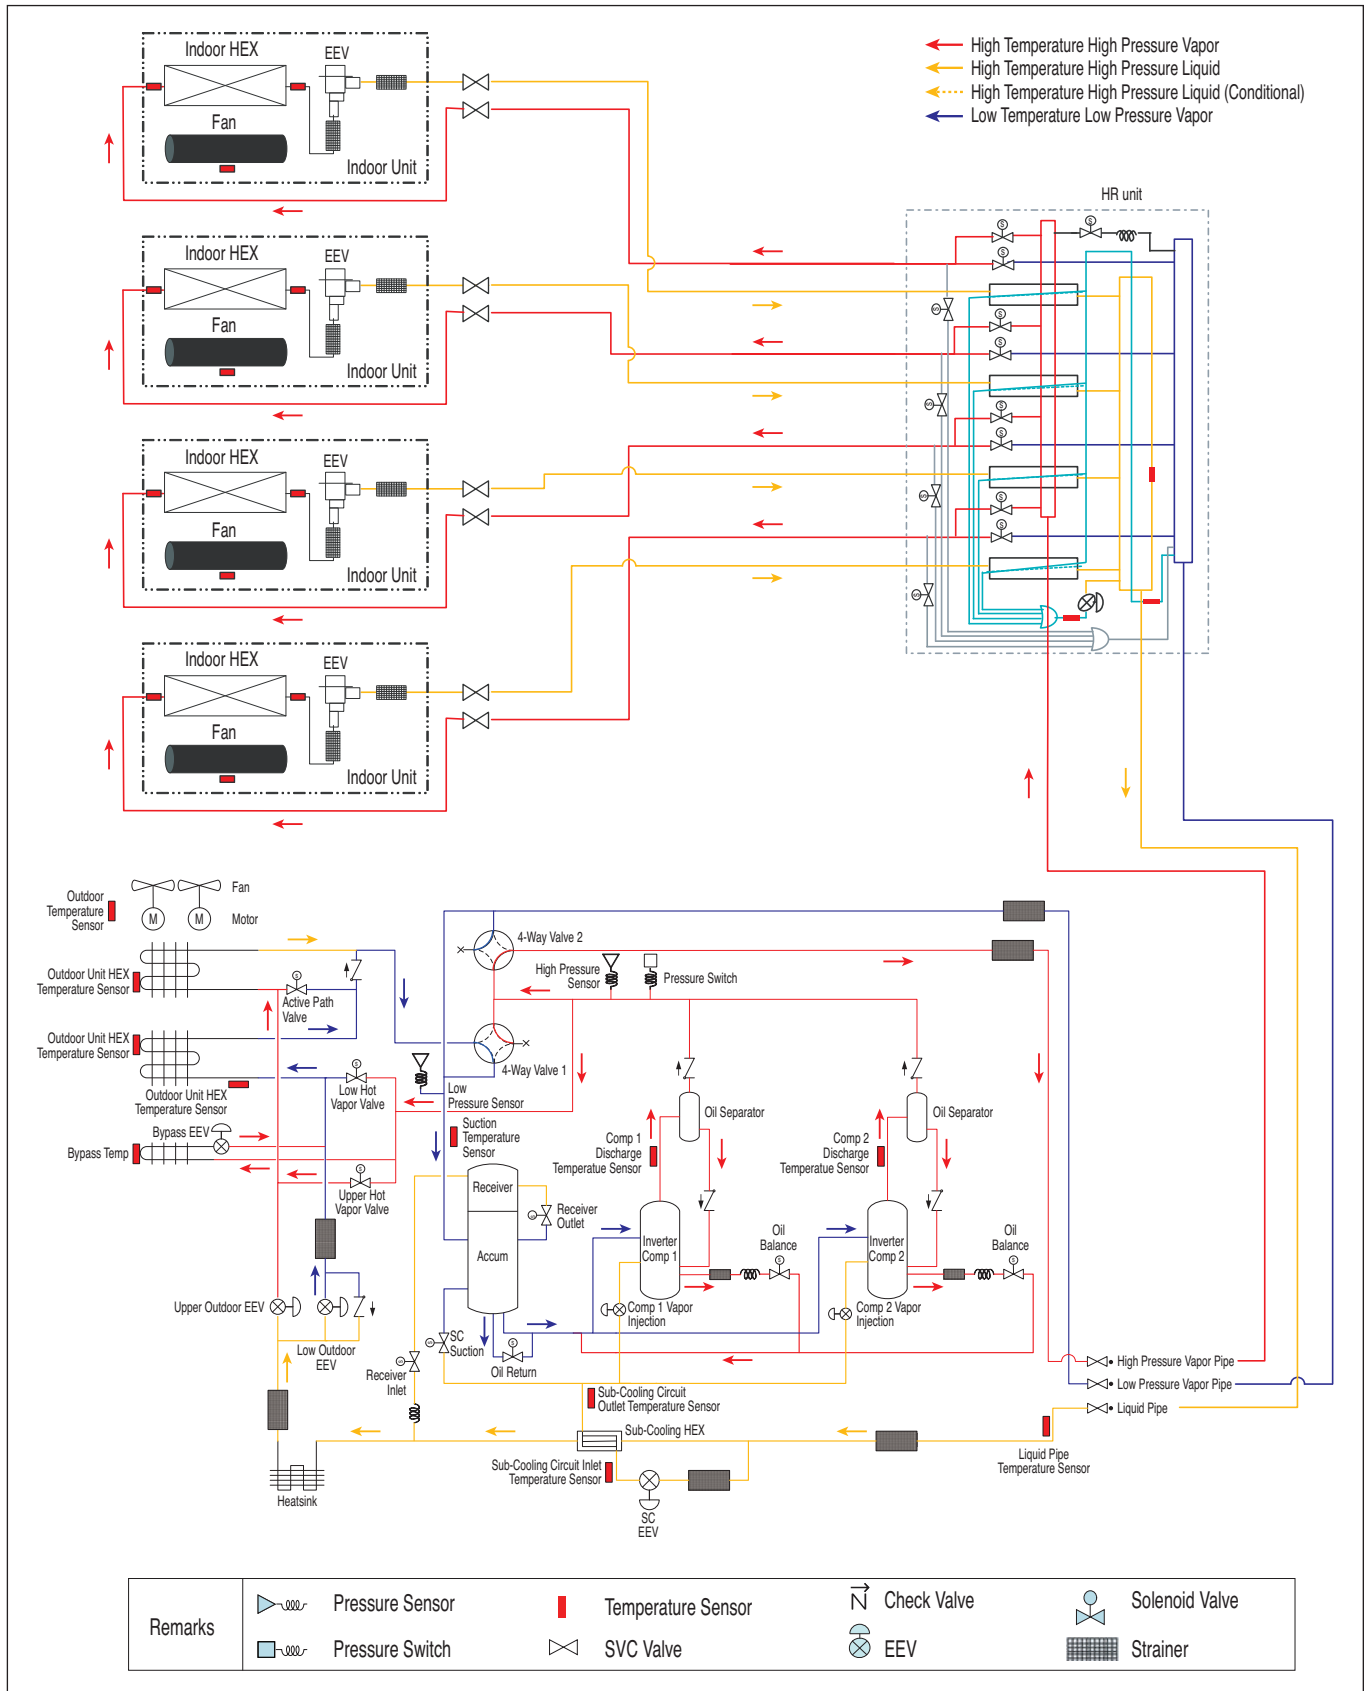 High Temperature High Pressure Vapor
High Temperature High Pressure Liquid
High Temperature High Pressure Liquid (Conditional)
Low Temperature Low Pressure Vapor
Indoor HEX
EEV
Fan
Indoor Unit
Indoor HEX
EEV
Fan
Indoor Unit
Indoor HEX
EEV
Fan
Indoor Unit
Indoor HEX
EEV
Fan
Indoor Unit
HR unit
S
S
S
S
S
S
S
S
S
S
S
S
S
Outdoor
Temperature
Sensor
Fan
M
M
Motor
Outdoor Unit HEX
Temperature Sensor
S
Active Path
Valve
Outdoor Unit HEX
Temperature Sensor
Outdoor Unit HEX
Temperature Sensor
S
Low Hot
Vapor Valve
Bypass EEV
Bypass Temp
S
Upper Hot
Vapor Valve
4-Way Valve 2
High Pressure
Sensor
Pressure Switch
4-Way Valve 1
Low
Pressure Sensor
Suction
Temperature
Sensor
Oil Separator
Oil Separator
Comp 1
Discharge
Temperatue Sensor
Comp 2
Discharge
Temperatue Sensor
Receiver
S
Receiver
Outlet
Accum
Inverter
Comp 1
Oil
Balance
S
Inverter
Comp 2
Oil
Balance
S
Comp 1 Vapor
Injection
Comp 2 Vapor
Injection
Upper Outdoor EEV
Low Outdoor
EEV
S
SC
Suction
S
Oil Return
S
Receiver
Inlet
Sub-Cooling Circuit
Outlet Temperature Sensor
Sub-Cooling HEX
Sub-Cooling Circuit Inlet
Temperature Sensor
SC
EEV
Heatsink
High Pressure Vapor Pipe
Low Pressure Vapor Pipe
Liquid Pipe
Liquid Pipe
Temperature Sensor
Remarks
Pressure Sensor
Temperature Sensor
Check Valve
Solenoid Valve
Pressure Switch
SVC Valve
EEV
Strainer